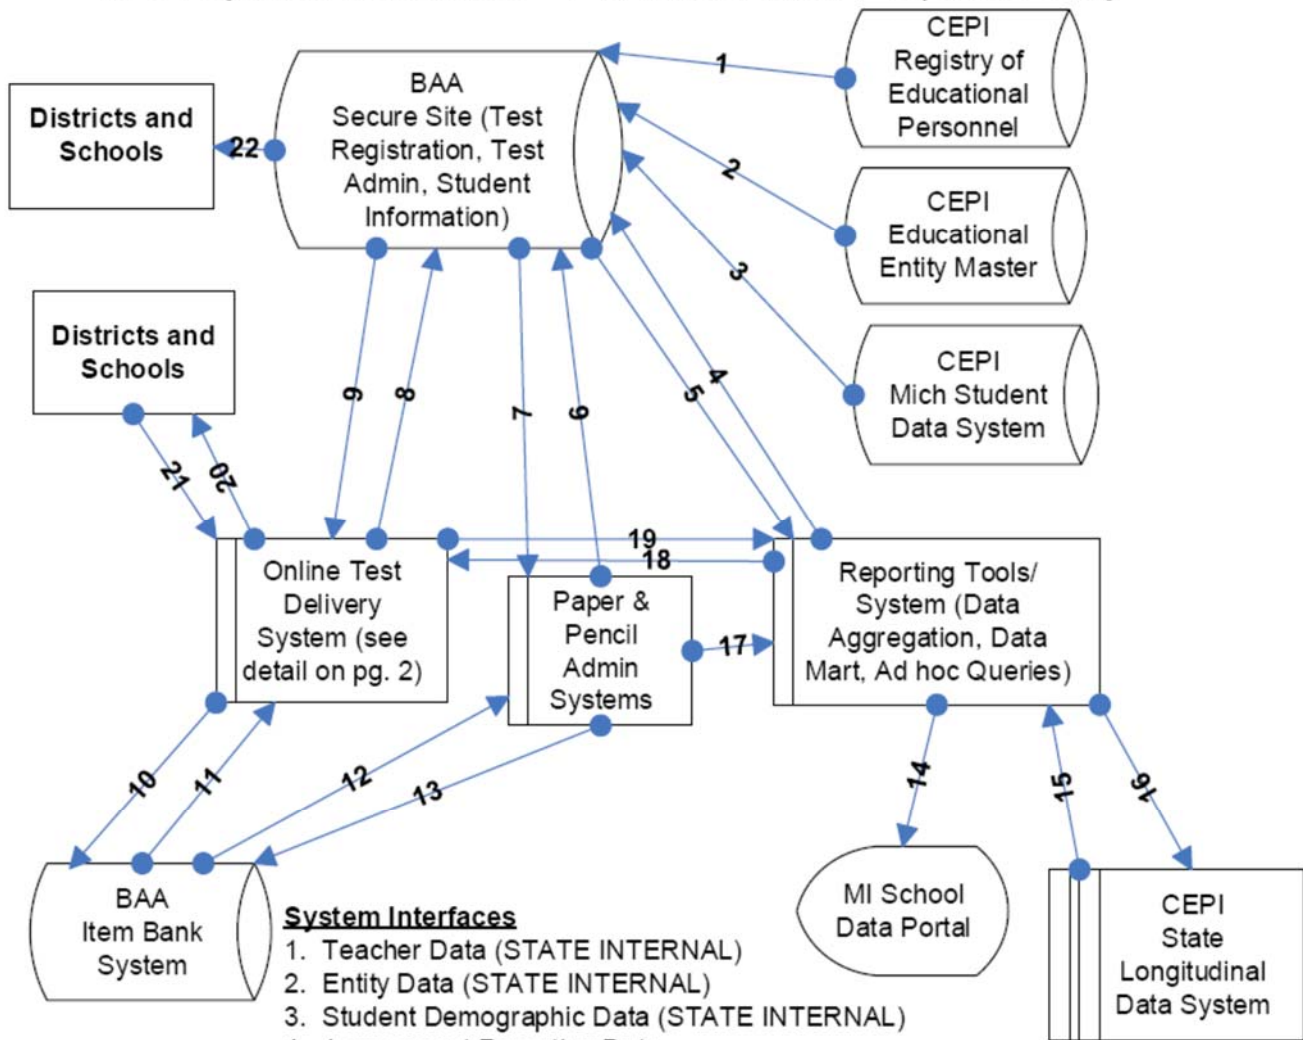 CEPI
Registry of
Educational
Personnel
1
BAA
Secure Site (Test
Registration, Test
Admin, Student
Information)
Districts and
Schools
22
2
CEPI
Educational
Entity Master
3
CEPI
Mich Student
Data System
Districts and
Schools
9
8
7
6
5
4
21
20
19
18
Online Test
Delivery
System (see
detail on pg. 2)
Paper &
Pencil
Admin
Systems
17
Reporting Tools/
System (Data
Aggregation, Data
Mart, Ad hoc Queries)
10
11
12
13
14
15
16
BAA
Item Bank
System
MI School
Data Portal
CEPI
State
Longitudinal
Data System
System Interfaces
1. Teacher Data (STATE INTERNAL)
2. Entity Data (STATE INTERNAL)
3. Student Demographic Data (STATE INTERNAL)